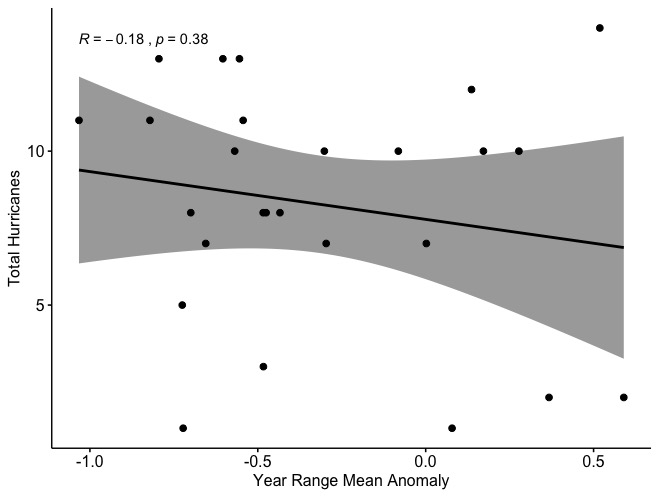 R = −0.18 , p = 0.38
10
5
Total Hurricanes
-1.0 -0.5 0.0 0.5
Year Range Mean Anomaly